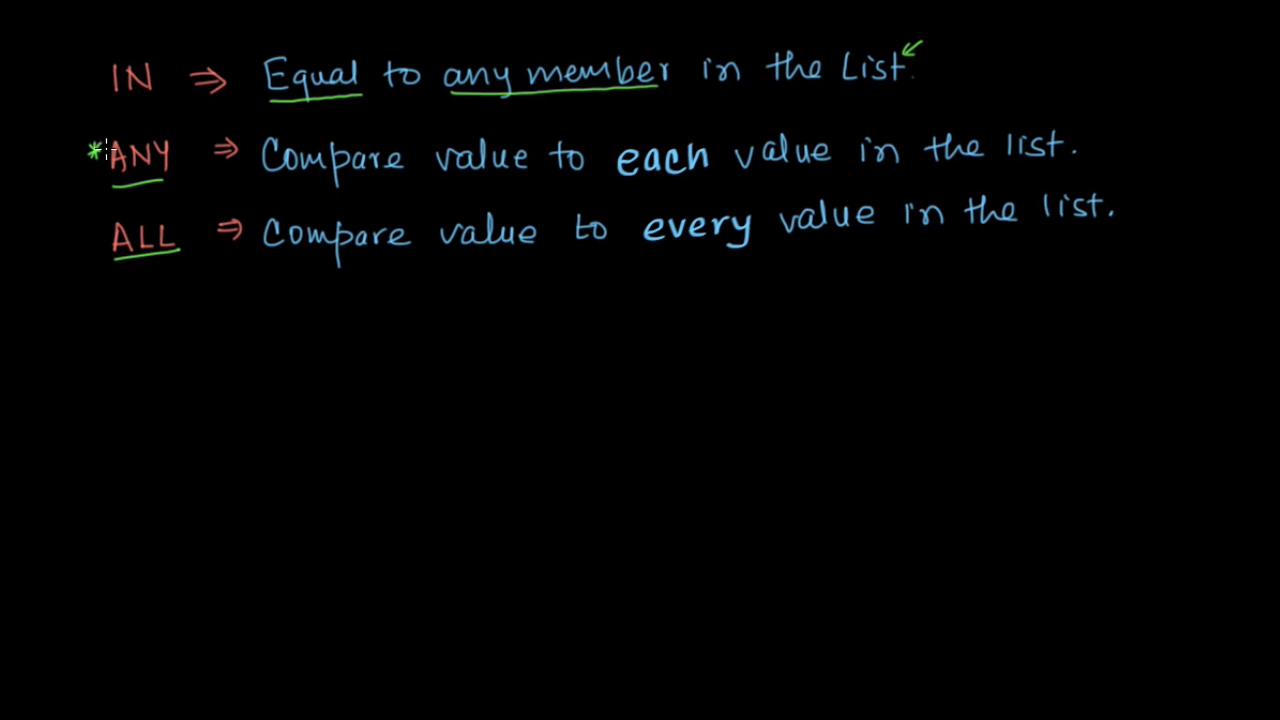 IN ⇒ Equal to any member in the List.
*ANY ⇒ Compare value to each value in the list.
ALL ⇒ Compare value to every value in the list.